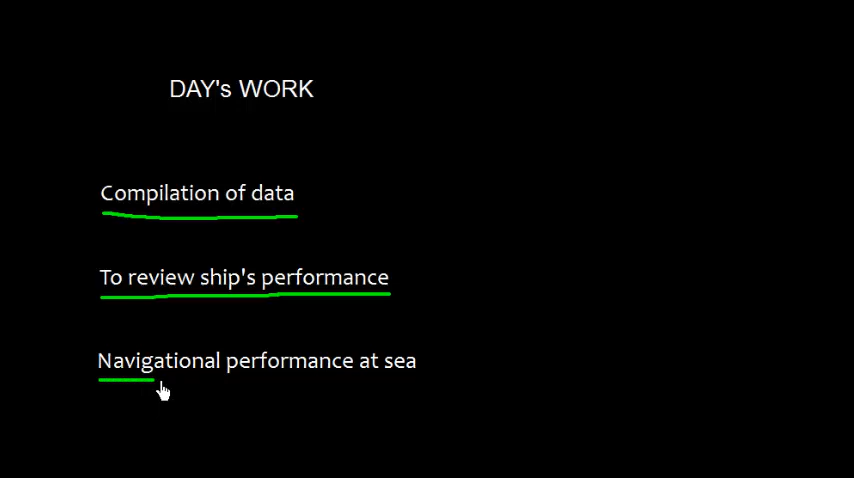 DAY's WORK
Compilation of data
To review ship's performance
Navigational performance at sea